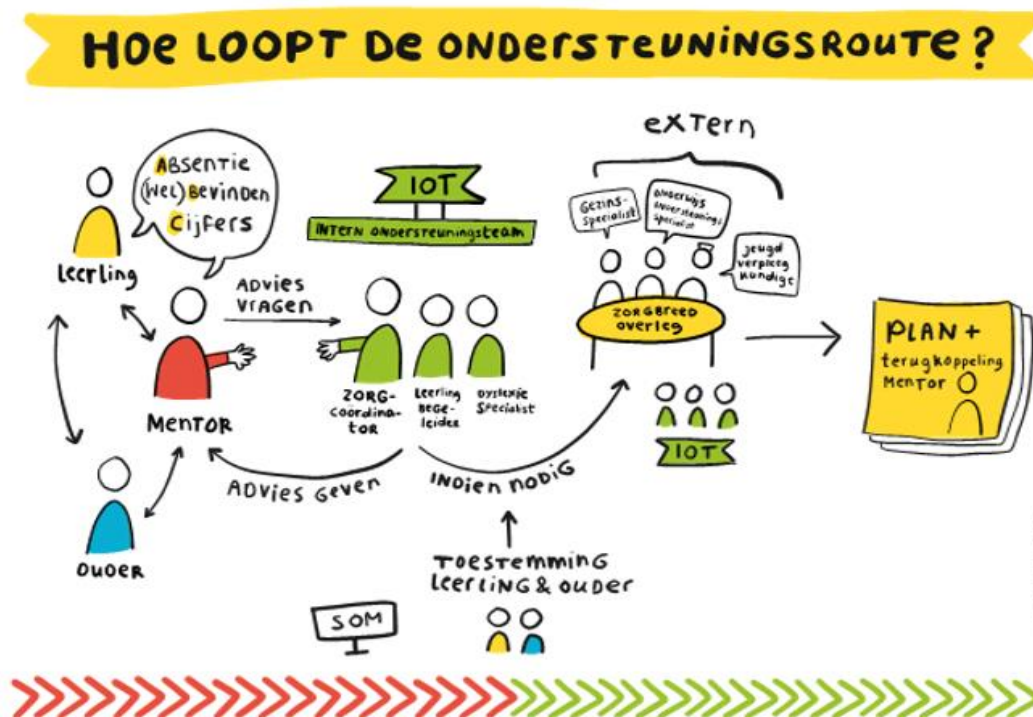 HOE LOOPT DE ONDERSTEUNINGSROUTE?
ABSENTIE
(WEL) BEVINDEN
CIJFERS
Leerling
MENTOR
OUDER
ADVIES
VRAGEN
IOT
INTERN ONDERSTEUNINGSTEAM
ZORG-
COÖRDINA-
TOR
Leerling
BEGE-
LEIDER
DYSLEXIE
SPECIALIST
ADVIES GEVEN
INDIEN NODIG
TOESTEMMING
Leerling & OUDER
SOM
EXTERN
GEZINS-
SPECIALIST
ONDERWIJS
ONDERSTEUNINGS
SPECIALIST
JEUGD
VERPLEEG
KUNDIGE
ZORGBREED
OVERLEG
IOT
PLAN +
terugkoppeling
MENTOR